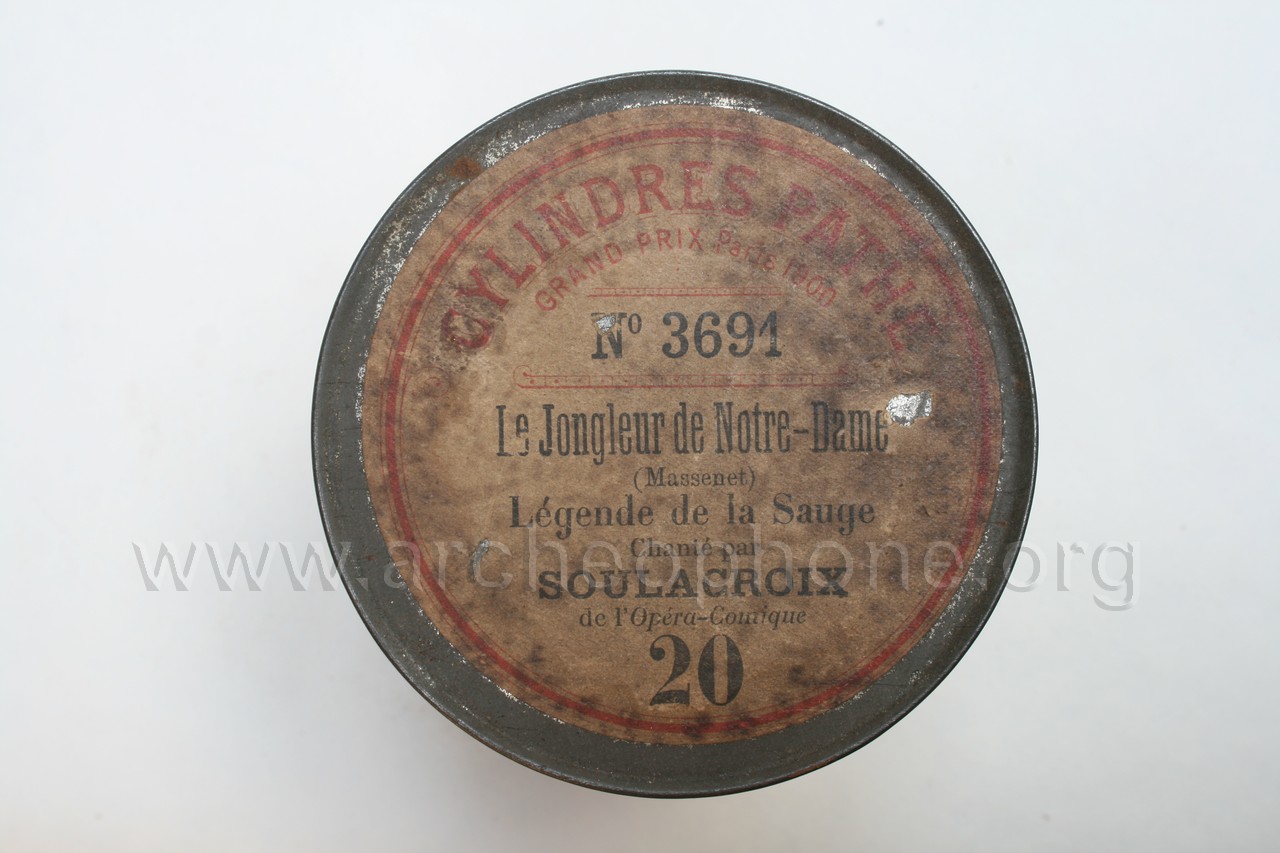 CYLINDRES PATHÉ
GRAND PRIX Paris 1900
Nº 3691
Le Jongleur de Notre-Dame
(Massenet)
Légende de la Sauge
Chanté par
SOULACROIX
de l'Opéra-Comique
20
www.archeophone.org